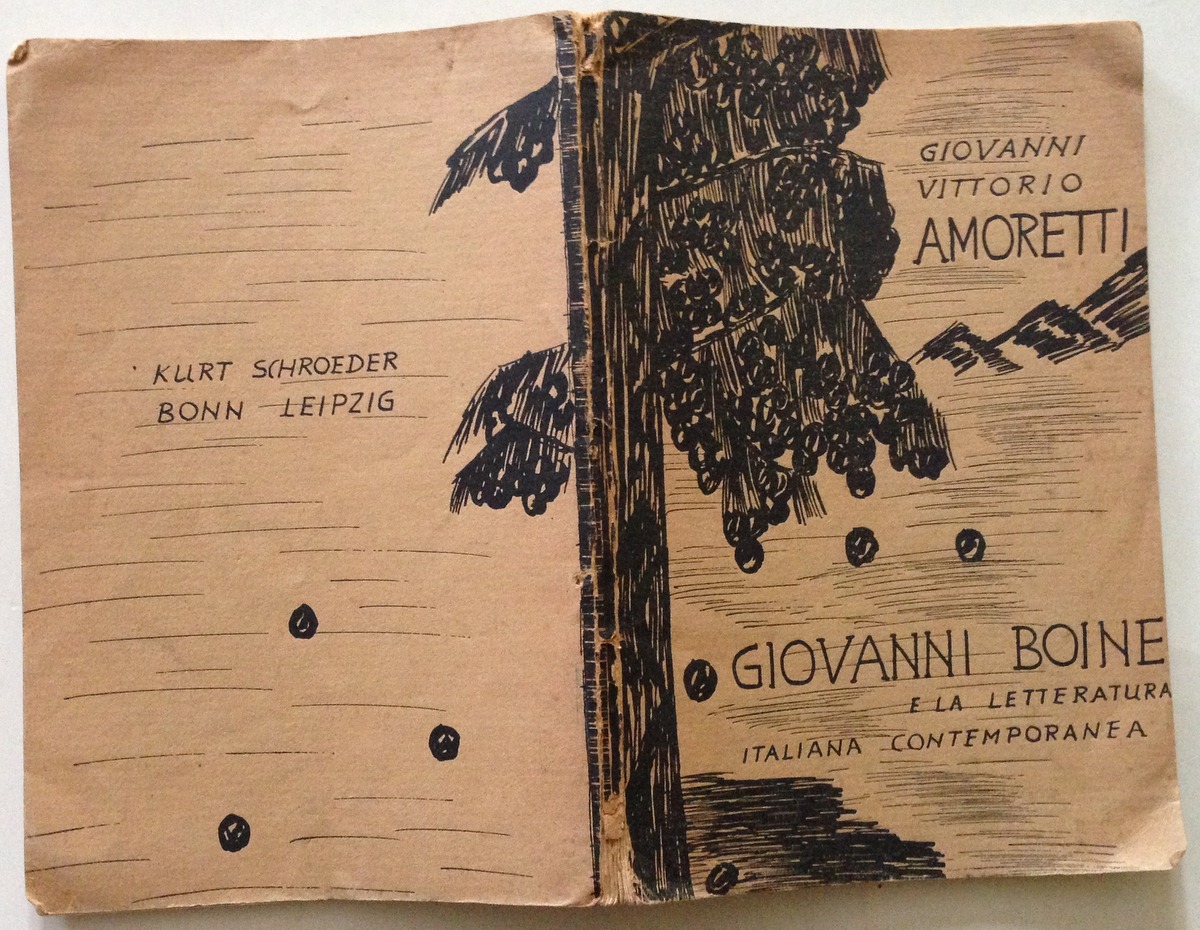 KURT SCHROEDER
BONN LEIPZIG
GIOVANNI
VITTORIO
AMORETTI
GIOVANNI BOINE
E LA LETTERATURA
ITALIANA CONTEMPORANEA